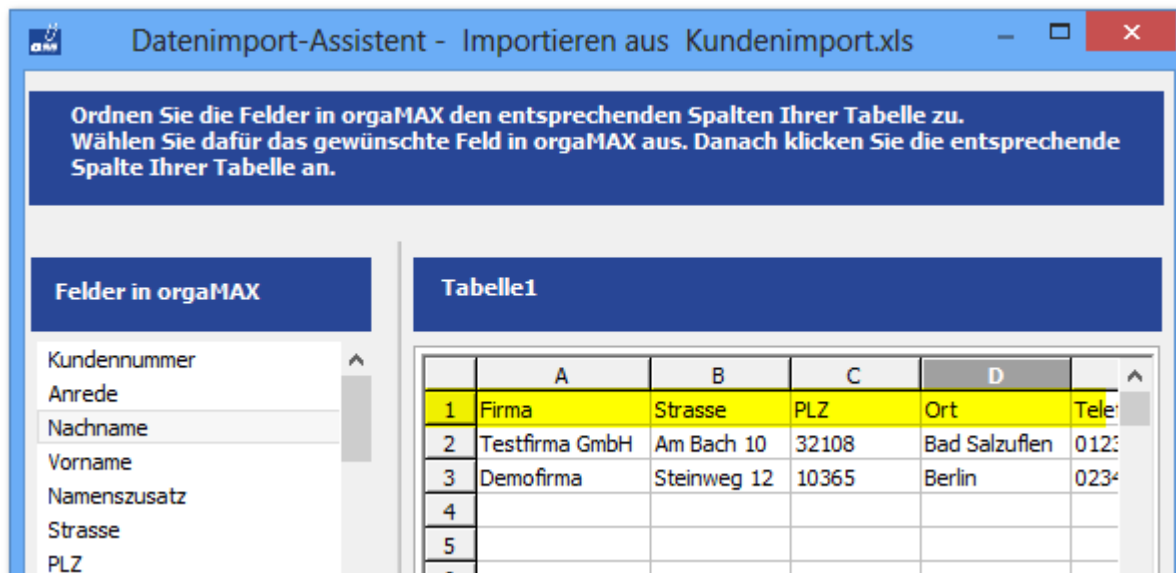 Datenimport-Assistent - Importieren aus Kundenimport.xls
Ordnen Sie die Felder in orgaMAX den entsprechenden Spalten Ihrer Tabelle zu.
Wählen Sie dafür das gewünschte Feld in orgaMAX aus. Danach klicken Sie die entsprechende
Spalte Ihrer Tabelle an.
Felder in orgaMAX
Kundennummer
Anrede
Nachname
Vorname
Namenszusatz
Strasse
PLZ
Tabelle1
A B C D
1 Firma Strasse PLZ Ort
2 Testfirma GmbH Am Bach 10 32108 Bad Salzuflen
3 Demofirma Steinweg 12 10365 Berlin
4
5